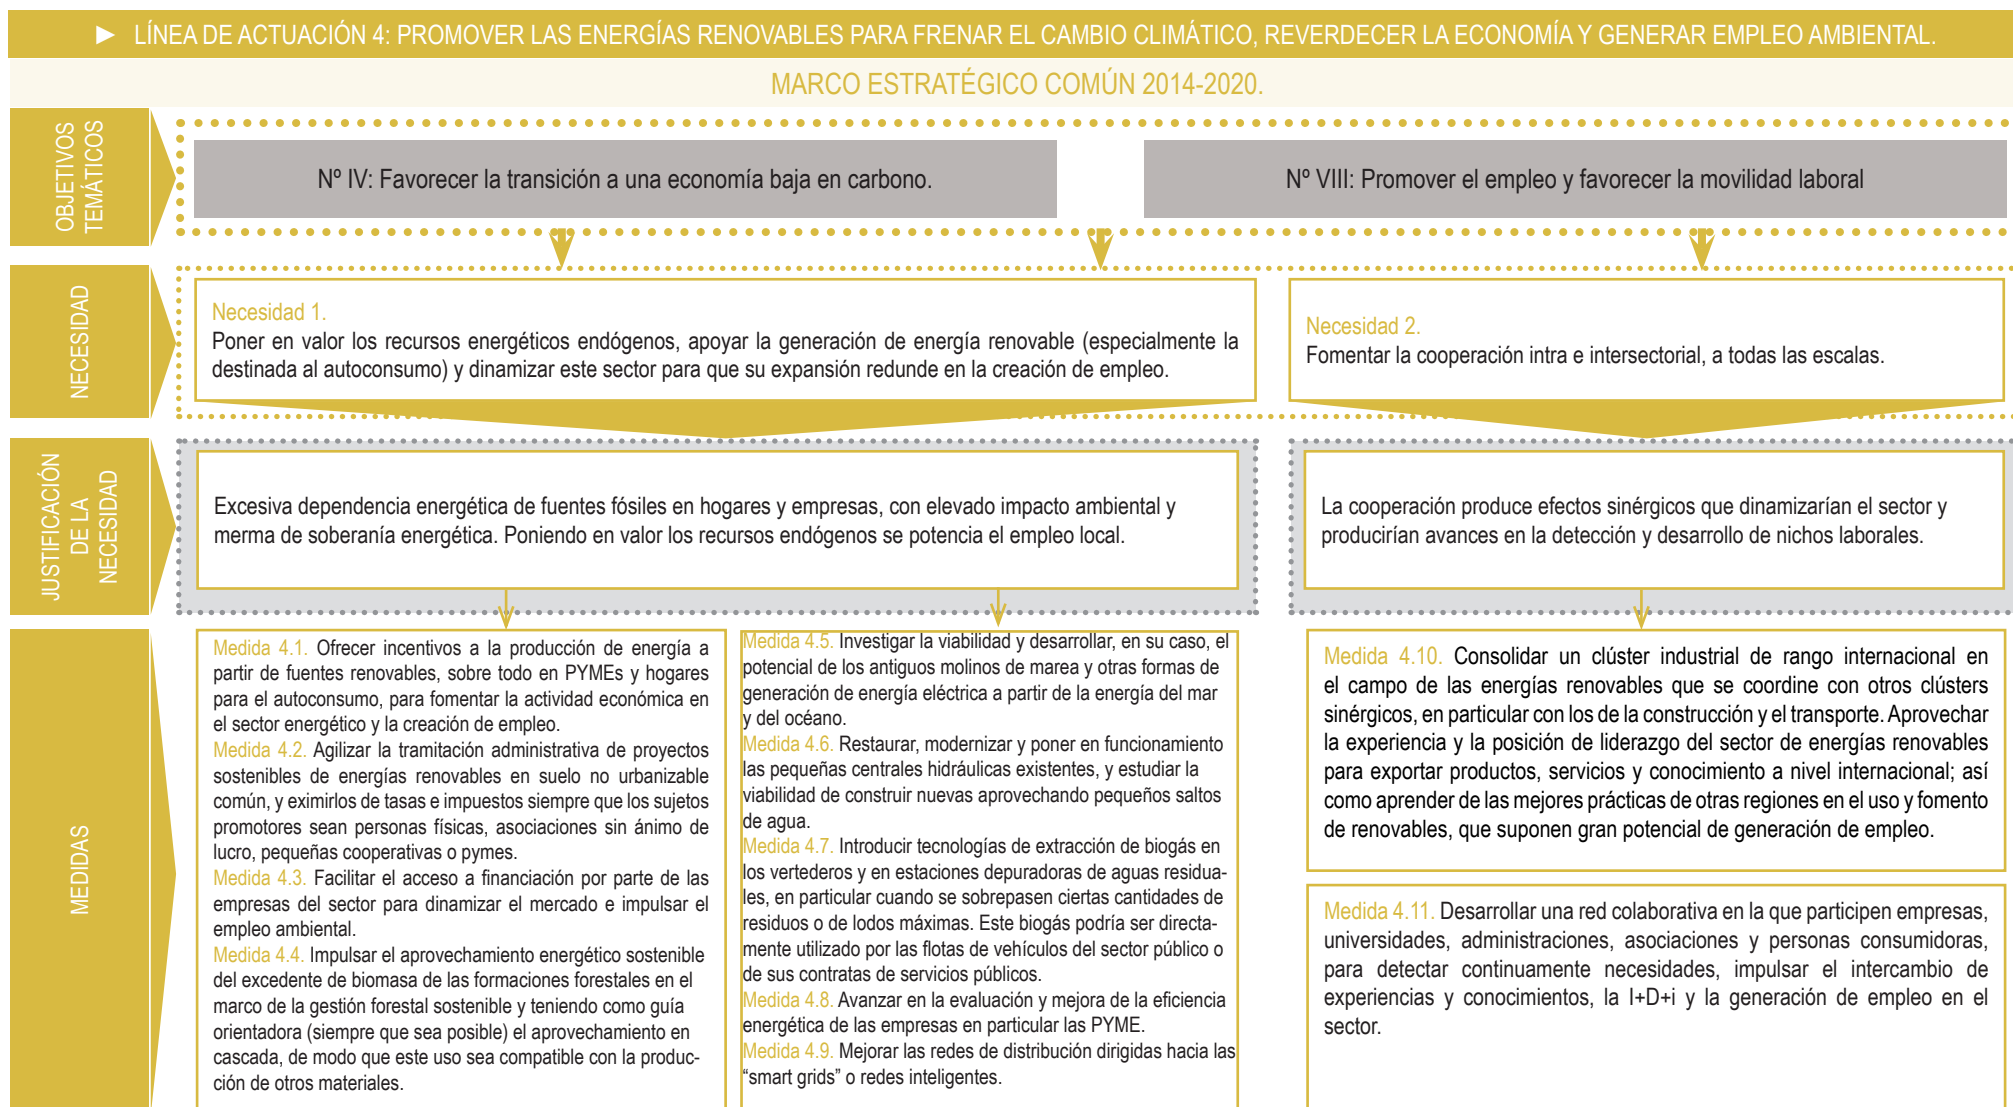 ► LÍNEA DE ACTUACIÓN 4: PROMOVER LAS ENERGÍAS RENOVABLES PARA FRENAR EL CAMBIO CLIMÁTICO, REVERDECER LA ECONOMÍA Y GENERAR EMPLEO AMBIENTAL.
MARCO ESTRATÉGICO COMÚN 2014-2020.
OBJETIVOS
TEMÁTICOS
Nº IV: Favorecer la transición a una economía baja en carbono.
Nº VIII: Promover el empleo y favorecer la movilidad laboral
NECESIDAD
Necesidad 1.
Poner en valor los recursos energéticos endógenos, apoyar la generación de energía renovable (especialmente la
destinada al autoconsumo) y dinamizar este sector para que su expansión redunde en la creación de empleo.
Necesidad 2.
Fomentar la cooperación intra e intersectorial, a todas las escalas.
JUSTIFICACIÓN
DE LA
NECESIDAD
Excesiva dependencia energética de fuentes fósiles en hogares y empresas, con elevado impacto ambiental y
merma de soberanía energética. Poniendo en valor los recursos endógenos se potencia el empleo local.
La cooperación produce efectos sinérgicos que dinamizarían el sector y
producirían avances en la detección y desarrollo de nichos laborales.
MEDIDAS
Medida 4.1. Ofrecer incentivos a la producción de energía a
partir de fuentes renovables, sobre todo en PYMEs y hogares
para el autoconsumo, para fomentar la actividad económica en
el sector energético y la creación de empleo.
Medida 4.2. Agilizar la tramitación administrativa de proyectos
sostenibles de energías renovables en suelo no urbanizable
común, y eximirlos de tasas e impuestos siempre que los sujetos
promotores sean personas físicas, asociaciones sin ánimo de
lucro, pequeñas cooperativas o pymes.
Medida 4.3. Facilitar el acceso a financiación por parte de las
empresas del sector para dinamizar el mercado e impulsar el
empleo ambiental.
Medida 4.4. Impulsar el aprovechamiento energético sostenible
del excedente de biomasa de las formaciones forestales en el
marco de la gestión forestal sostenible y teniendo como guía
orientadora (siempre que sea posible) el aprovechamiento en
cascada, de modo que este uso sea compatible con la produc-
ción de otros materiales.
Medida 4.5. Investigar la viabilidad y desarrollar, en su caso, el
potencial de los antiguos molinos de marea y otras formas de
generación de energía eléctrica a partir de la energía del mar
y del océano.
Medida 4.6. Restaurar, modernizar y poner en funcionamiento
las pequeñas centrales hidráulicas existentes, y estudiar la
viabilidad de construir nuevas aprovechando pequeños saltos
de agua.
Medida 4.7. Introducir tecnologías de extracción de biogás en
los vertederos y en estaciones depuradoras de aguas residua-
les, en particular cuando se sobrepasen ciertas cantidades de
residuos o de lodos máximas. Este biogás podría ser directa-
mente utilizado por las flotas de vehículos del sector público o
de sus contratas de servicios públicos.
Medida 4.8. Avanzar en la evaluación y mejora de la eficiencia
energética de las empresas en particular las PYME.
Medida 4.9. Mejorar las redes de distribución dirigidas hacia las
“smart grids” o redes inteligentes.
Medida 4.10. Consolidar un clúster industrial de rango internacional en
el campo de las energías renovables que se coordine con otros clústers
sinérgicos, en particular con los de la construcción y el transporte. Aprovechar
la experiencia y la posición de liderazgo del sector de energías renovables
para exportar productos, servicios y conocimiento a nivel internacional; así
como aprender de las mejores prácticas de otras regiones en el uso y fomento
de renovables, que suponen gran potencial de generación de empleo.
Medida 4.11. Desarrollar una red colaborativa en la que participen empresas,
universidades, administraciones, asociaciones y personas consumidoras,
para detectar continuamente necesidades, impulsar el intercambio de
experiencias y conocimientos, la I+D+i y la generación de empleo en el
sector.